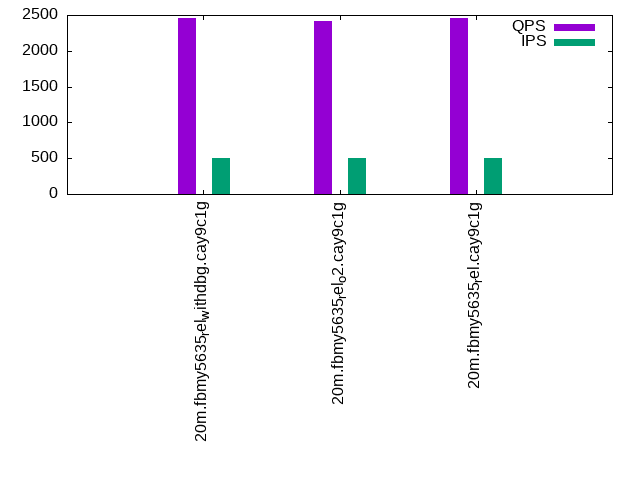 2500
2000
1500
1000
500
0
QPS
IPS
20m.fbmy5635relwithdbg.cay9c1g
20m.fbmy5635relo2.cay9c1g
20m.fbmy5635rel.cay9c1g